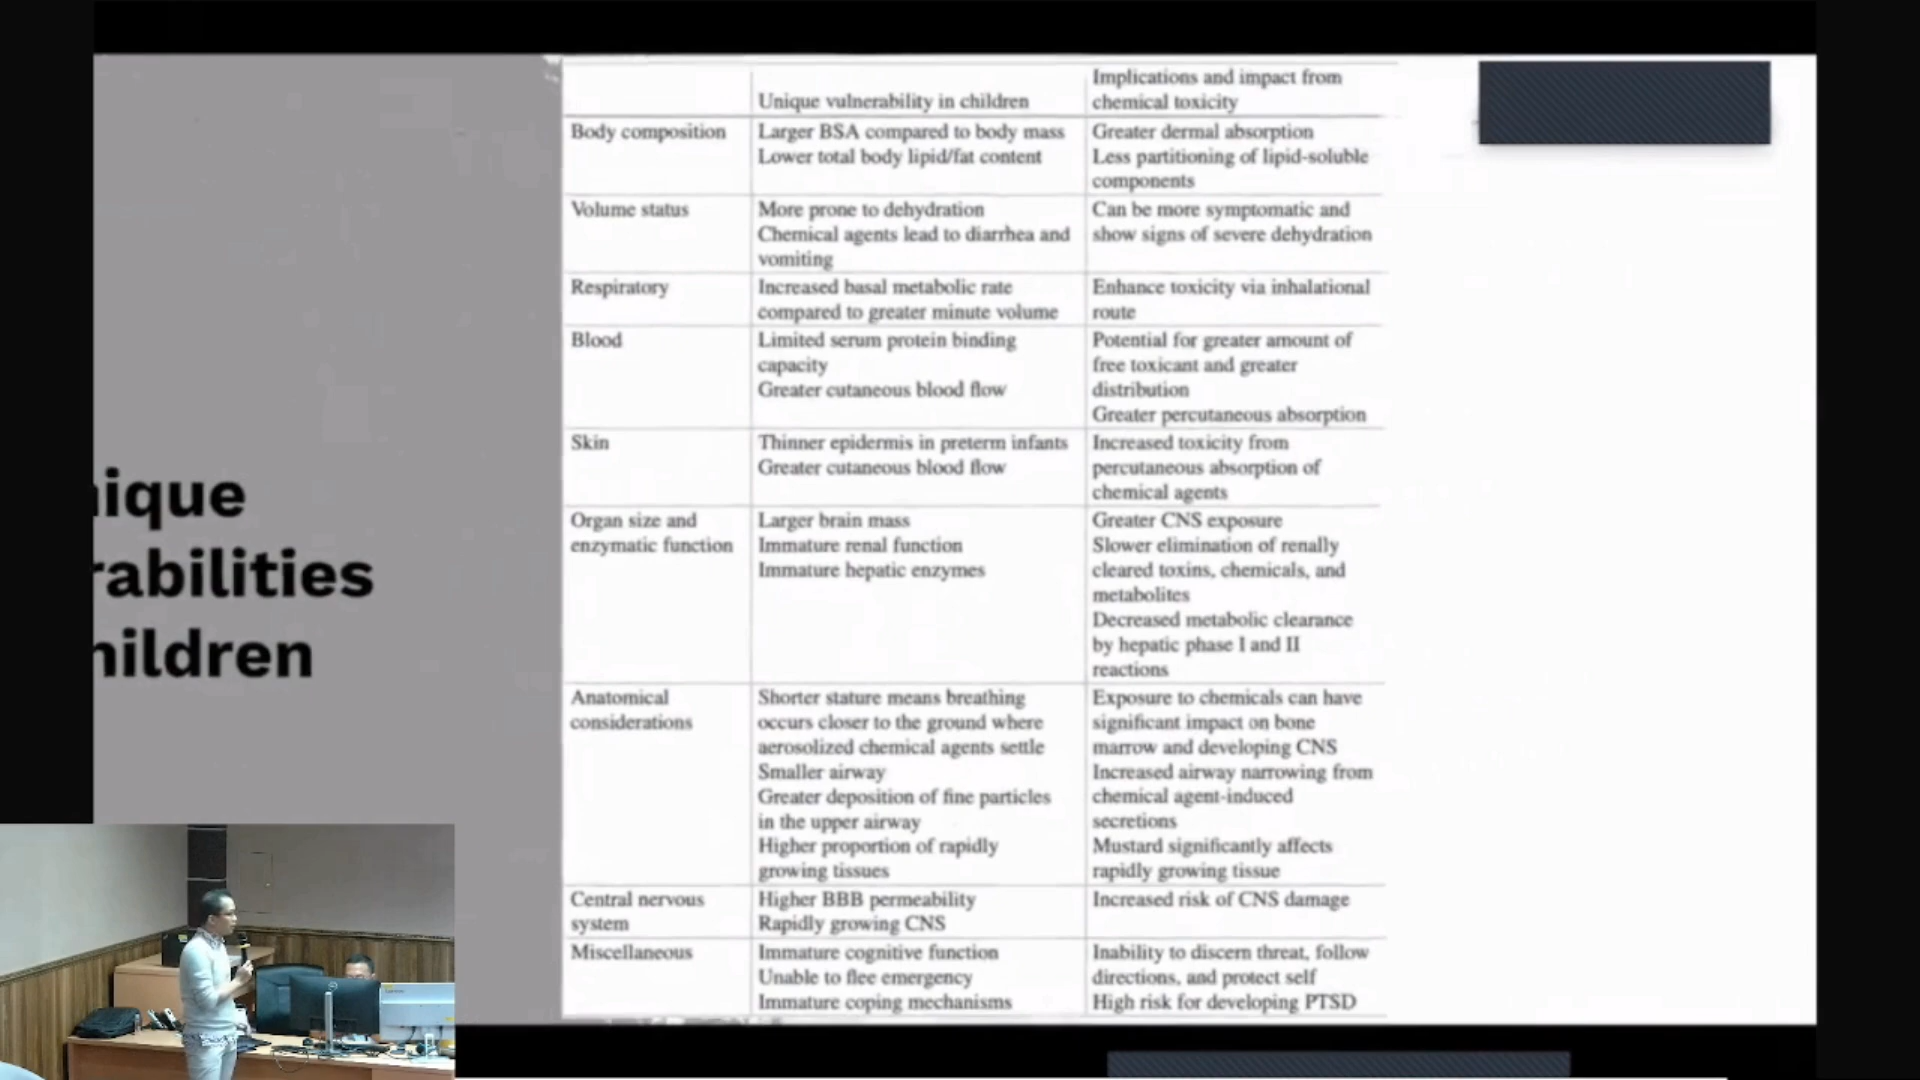 ique
rabilities
hildren
Unique vulnerability in children
Implications and impact from
chemical toxicity
Body composition
Larger BSA compared to body mass
Lower total body lipid/fat content
Greater dermal absorption
Less partitioning of lipid-soluble
components
Volume status
More prone to dehydration
Chemical agents lead to diarrhea and
vomiting
Can be more symptomatic and
show signs of severe dehydration
Respiratory
Increased basal metabolic rate
compared to greater minute volume
Enhance toxicity via inhalational
route
Blood
Limited serum protein binding
capacity
Greater cutaneous blood flow
Potential for greater amount of
free toxicant and greater
distribution
Greater percutaneous absorption
Skin
Thinner epidermis in preterm infants
Greater cutaneous blood flow
Increased toxicity from
percutaneous absorption of
chemical agents
Organ size and
enzymatic function
Larger brain mass
Immature renal function
Immature hepatic enzymes
Greater CNS exposure
Slower elimination of renally
cleared toxins, chemicals, and
metabolites
Decreased metabolic clearance
by hepatic phase I and II
reactions
Anatomical
considerations
Shorter stature means breathing
occurs closer to the ground where
aerosolized chemical agents settle
Smaller airway
Greater deposition of fine particles
in the upper airway
Higher proportion of rapidly
growing tissues
Exposure to chemicals can have
significant impact on bone
marrow and developing CNS
Increased airway narrowing from
chemical agent-induced
secretions
Mustard significantly affects
rapidly growing tissue
Central nervous
system
Higher BBB permeability
Rapidly growing CNS
Increased risk of CNS damage
Miscellaneous
Immature cognitive function
Unable to flee emergency
Immature coping mechanisms
Inability to discern threat, follow
directions, and protect self
High risk for developing PTSD